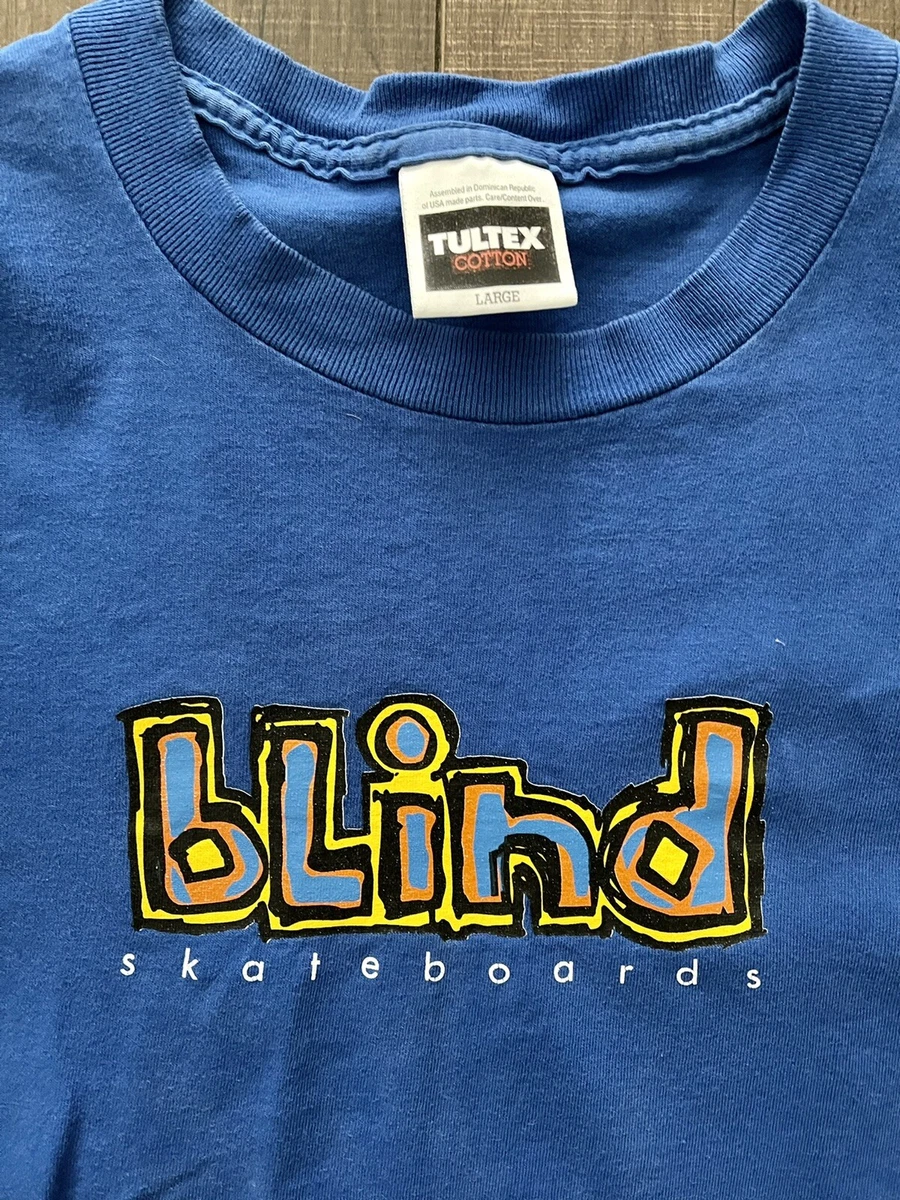 Assembled in Dominican Republic
of USA made parts. Care/Content Over.
TULTEX
COTTON
LARGE
bLind
skateboards